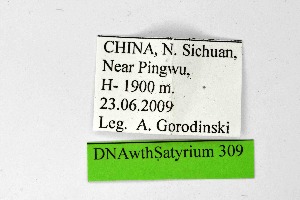 CHINA, N. Sichuan,
Near Pingwu,
H- 1900 m.
23.06.2009
Leg. A. Gorodinski
DNAwthSatyrium 309